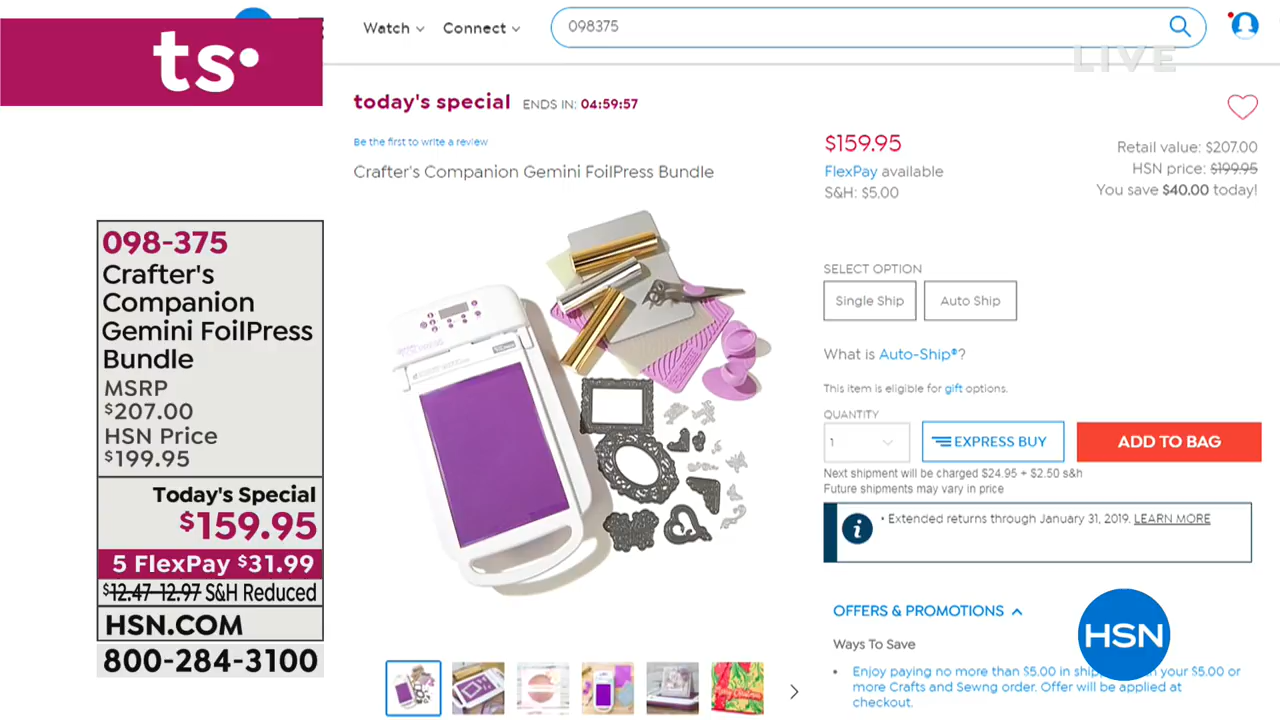 ts.
Watch
Connect
098375
LIVE
today's special ENDS IN: 04:59:57
Be the first to write a review
Crafter's Companion Gemini FoilPress Bundle
$159.95
FlexPay available
S&H: $5.00
Retail value: $207.00
HSN price: $199.95
You save $40.00 today!
098-375
Crafter's
Companion
Gemini FoilPress
Bundle
MSRP
$207.00
HSN Price
$199.95
Today's Special
$159.95
5 FlexPay $31.99
$12.47-12.97 S&H Reduced
HSN.COM
800-284-3100
SELECT OPTION
Single Ship
Auto Ship
What is Auto-Ship®?
This item is eligible for gift options.
QUANTITY
1
EXPRESS BUY
ADD TO BAG
Next shipment will be charged $24.95 + $2.50 s&h
Future shipments may vary in price
• Extended returns through January 31, 2019. LEARN MORE
OFFERS & PROMOTIONS
HSN
Ways To Save
• Enjoy paying no more than $5.00 in your $5.00 or
more Crafts and Sewng order. Offer will be applied at
checkout.